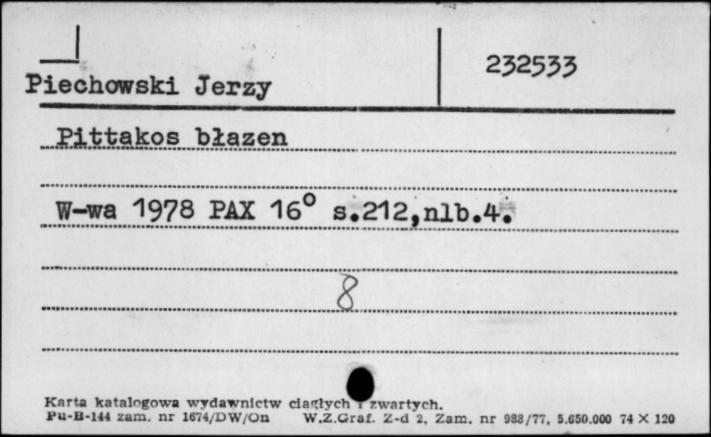 232533
Piechowski Jerzy
Pittakos błazen
W-wa 1978 PAX 16° s.212,nlb.4.
8
Karta katalogowa wydawnictw ciągłych i zwartych.
Pu-B-144 zam. nr 1674/DW/On W.Z.Graf. Z-d 2, Zam. nr 988/77, 5.650.000 74 X 120